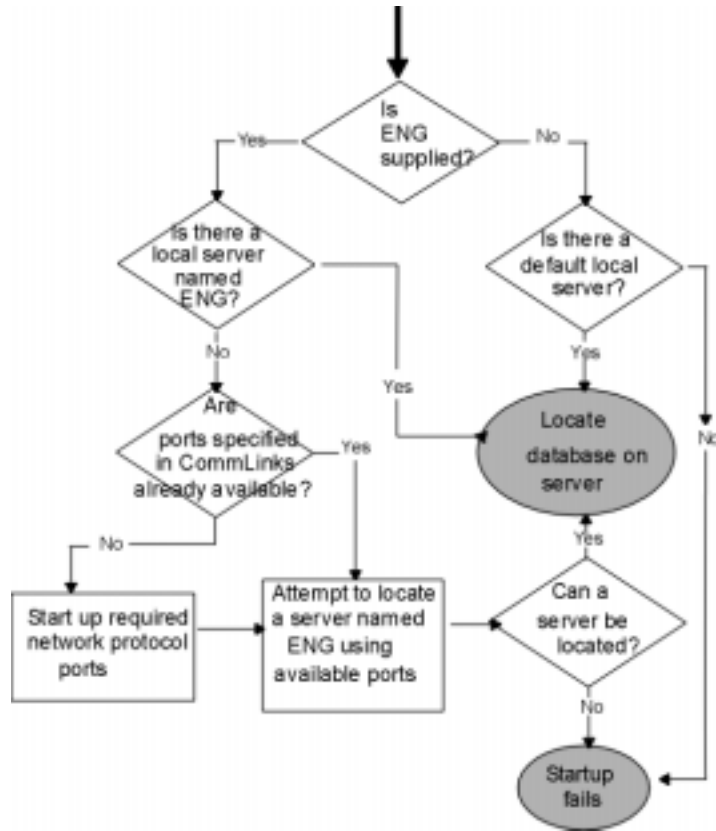 Is
ENG
supplied?
Yes
No
Is there a
local server
named
ENG?
Is there a
default local
server?
No
Yes
Yes
Are
ports specified
in CommLinks
already available?
Yes
Locate
database on
server
No
No
Yes
Start up required
network protocol
ports
Attempt to locate
a server named
ENG using
available ports
Can a
server be
located?
No
Startup
fails